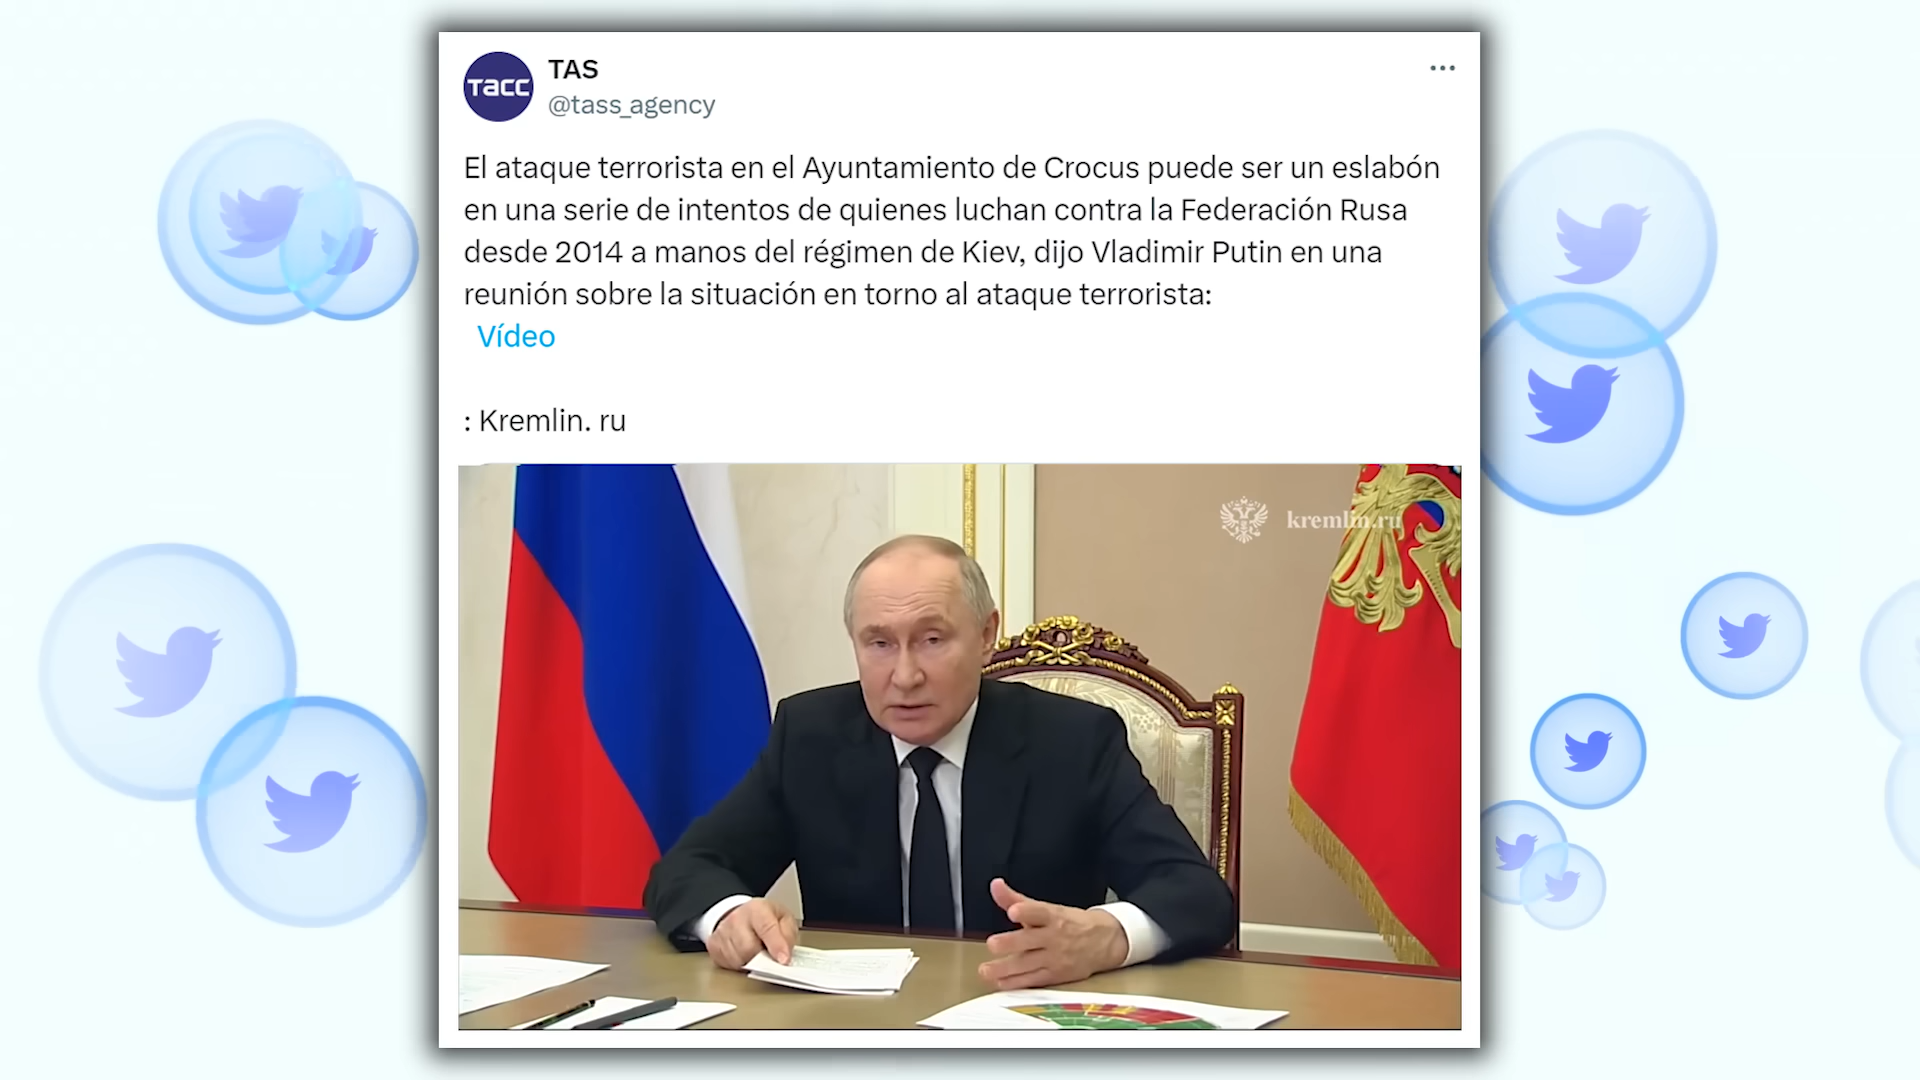 тасс
TAS
@tass_agency
El ataque terrorista en el Ayuntamiento de Crocus puede ser un eslabón
en una serie de intentos de quienes luchan contra la Federación Rusa
desde 2014 a manos del régimen de Kiev, dijo Vladimir Putin en una
reunión sobre la situación en torno al ataque terrorista:
Vídeo
: Kremlin. ru
kremlin.ru